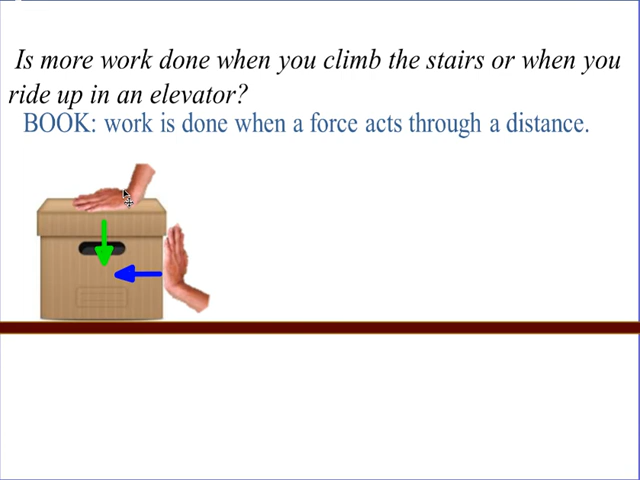 Is more work done when you climb the stairs or when you
ride up in an elevator?
BOOK: work is done when a force acts through a distance.